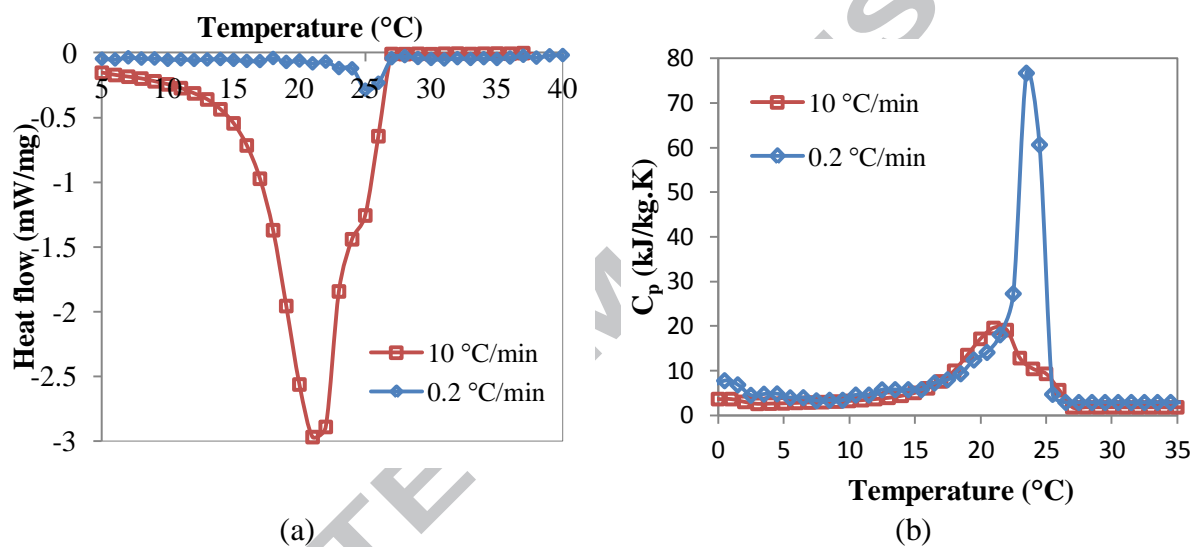 Temperature (°C)
0
5 10 15 20 25 30 35 40
-0.5
-1
-1.5
-2
-2.5
-3
Heat flow (mW/mg)
10 °C/min
0.2 °C/min
(a)
80
70
60
50
40
30
20
10
0
Cp (kJ/kg.K)
10 °C/min
0.2 °C/min
0 5 10 15 20 25 30 35
Temperature (°C)
(b)